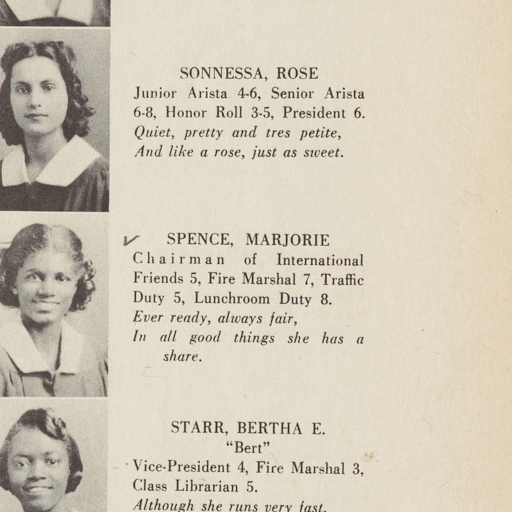 SONNESSA, ROSE
Junior Arista 4-6, Senior Arista
6-8, Honor Roll 3-5, President 6.
Quiet, pretty and tres petite,
And like a rose, just as sweet.
SPENCE, MARJORIE
Chairman of International
Friends 5, Fire Marshal 7, Traffic
Duty 5, Lunchroom Duty 8.
Ever ready, always fair,
In all good things she has a
share.
STARR, BERTHA E.
“Bert”
Vice-President 4, Fire Marshal 3,
Class Librarian 5.
Although she runs very fast,